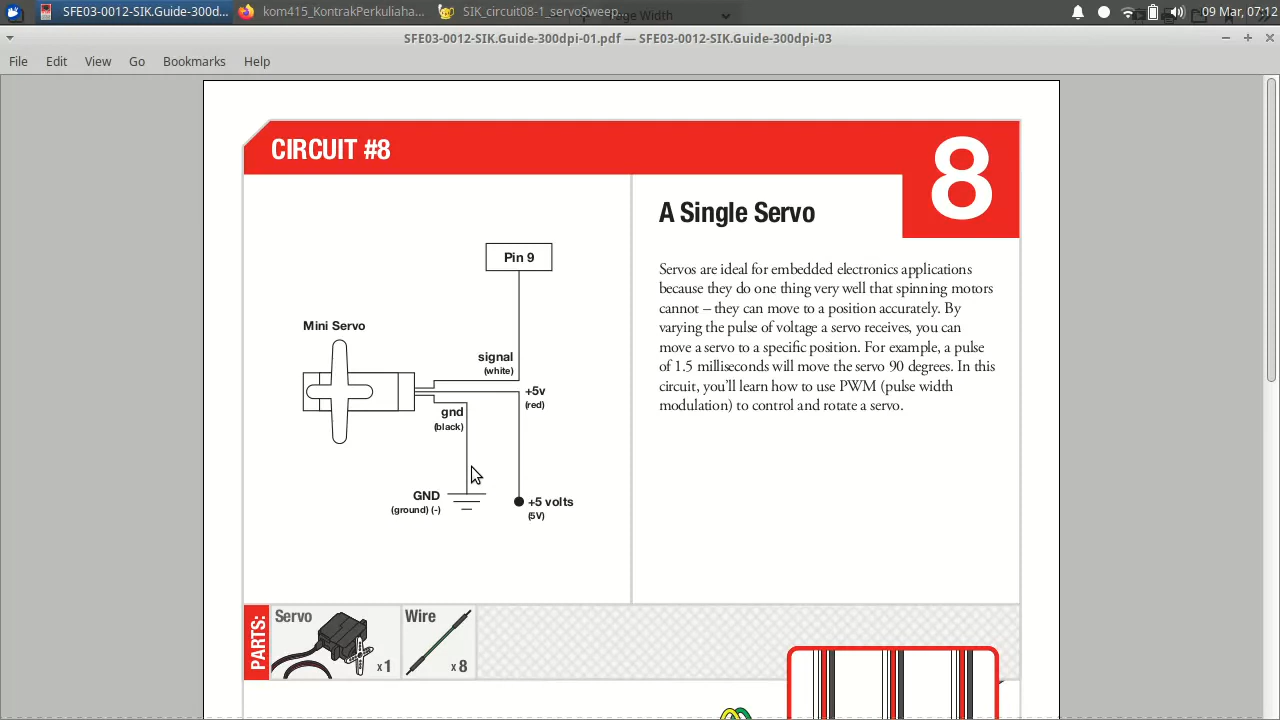 SFE03-0012-SIK.Guide-300d...
kom415_KontrakPerkuliaha...
SIK_circuit08-1_servoSweep...
09 Mar, 07:12
SFE03-0012-SIK.Guide-300dpi-01.pdf — SFE03-0012-SIK.Guide-300dpi-03
File Edit View Go Bookmarks Help
CIRCUIT #8
8
A Single Servo
Servos are ideal for embedded electronics applications
because they do one thing very well that spinning motors
cannot – they can move to a position accurately. By
varying the pulse of voltage a servo receives, you can
move a servo to a specific position. For example, a pulse
of 1.5 milliseconds will move the servo 90 degrees. In this
circuit, you'll learn how to use PWM (pulse width
modulation) to control and rotate a servo.
Pin 9
Mini Servo
signal
(white)
+5v
(red)
gnd
(black)
GND
(ground) (-)
+5 volts
(5V)
PARTS:
Servo
x1
Wire
x8